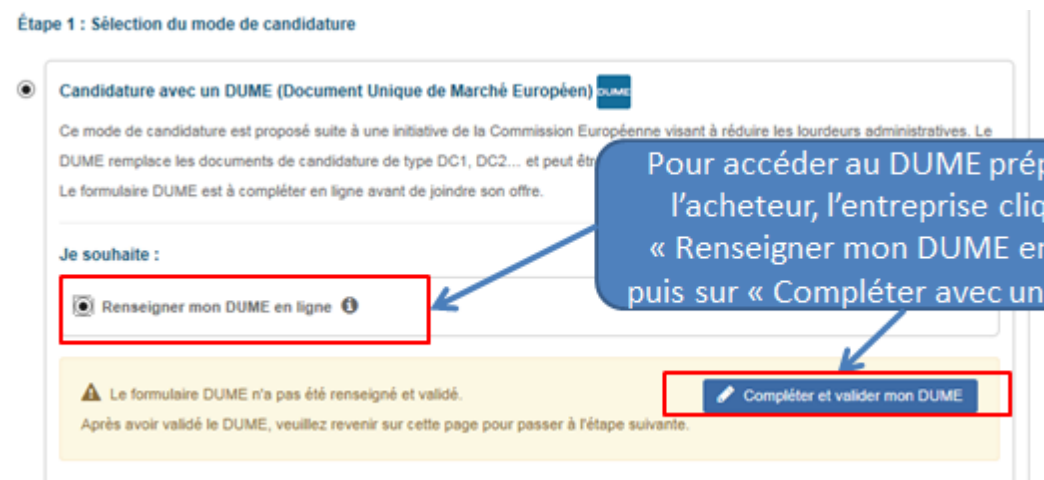 Étape 1 : Sélection du mode de candidature
Candidature avec un DUME (Document Unique de Marché Européen) DUME
Ce mode de candidature est proposé suite à une initiative de la Commission Européenne visant à réduire les lourdeurs administratives. Le
DUME remplace les documents de candidature de type DC1, DC2... et peut êtr
Le formulaire DUME est à compléter en ligne avant de joindre son offre.
Pour accéder au DUME prép
l'acheteur, l'entreprise cliq
« Renseigner mon DUME en
puis sur « Compléter avec un
Je souhaite :
Renseigner mon DUME en ligne
Le formulaire DUME n'a pas été renseigné et validé.
Compléter et valider mon DUME
Après avoir validé le DUME, veuillez revenir sur cette page pour passer à l'étape suivante.